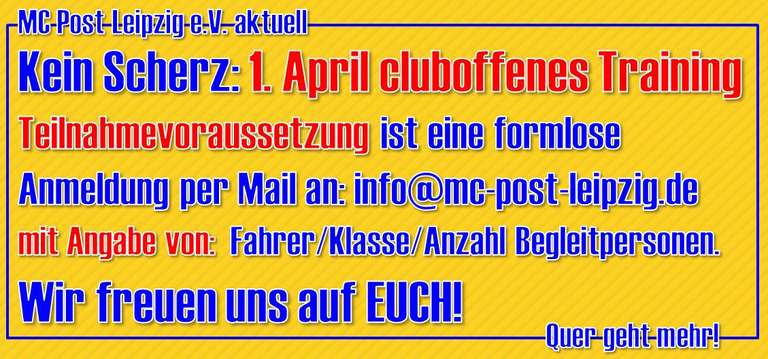 MC Post Leipzig e.V. aktuell
Kein Scherz: 1. April cluboffenes Training
Teilnahmevoraussetzung ist eine formlose
Anmeldung per Mail an: info@mc-post-leipzig.de
mit Angabe von: Fahrer/Klasse/Anzahl Begleitpersonen.
Wir freuen uns auf EUCH!
Quer geht mehr!